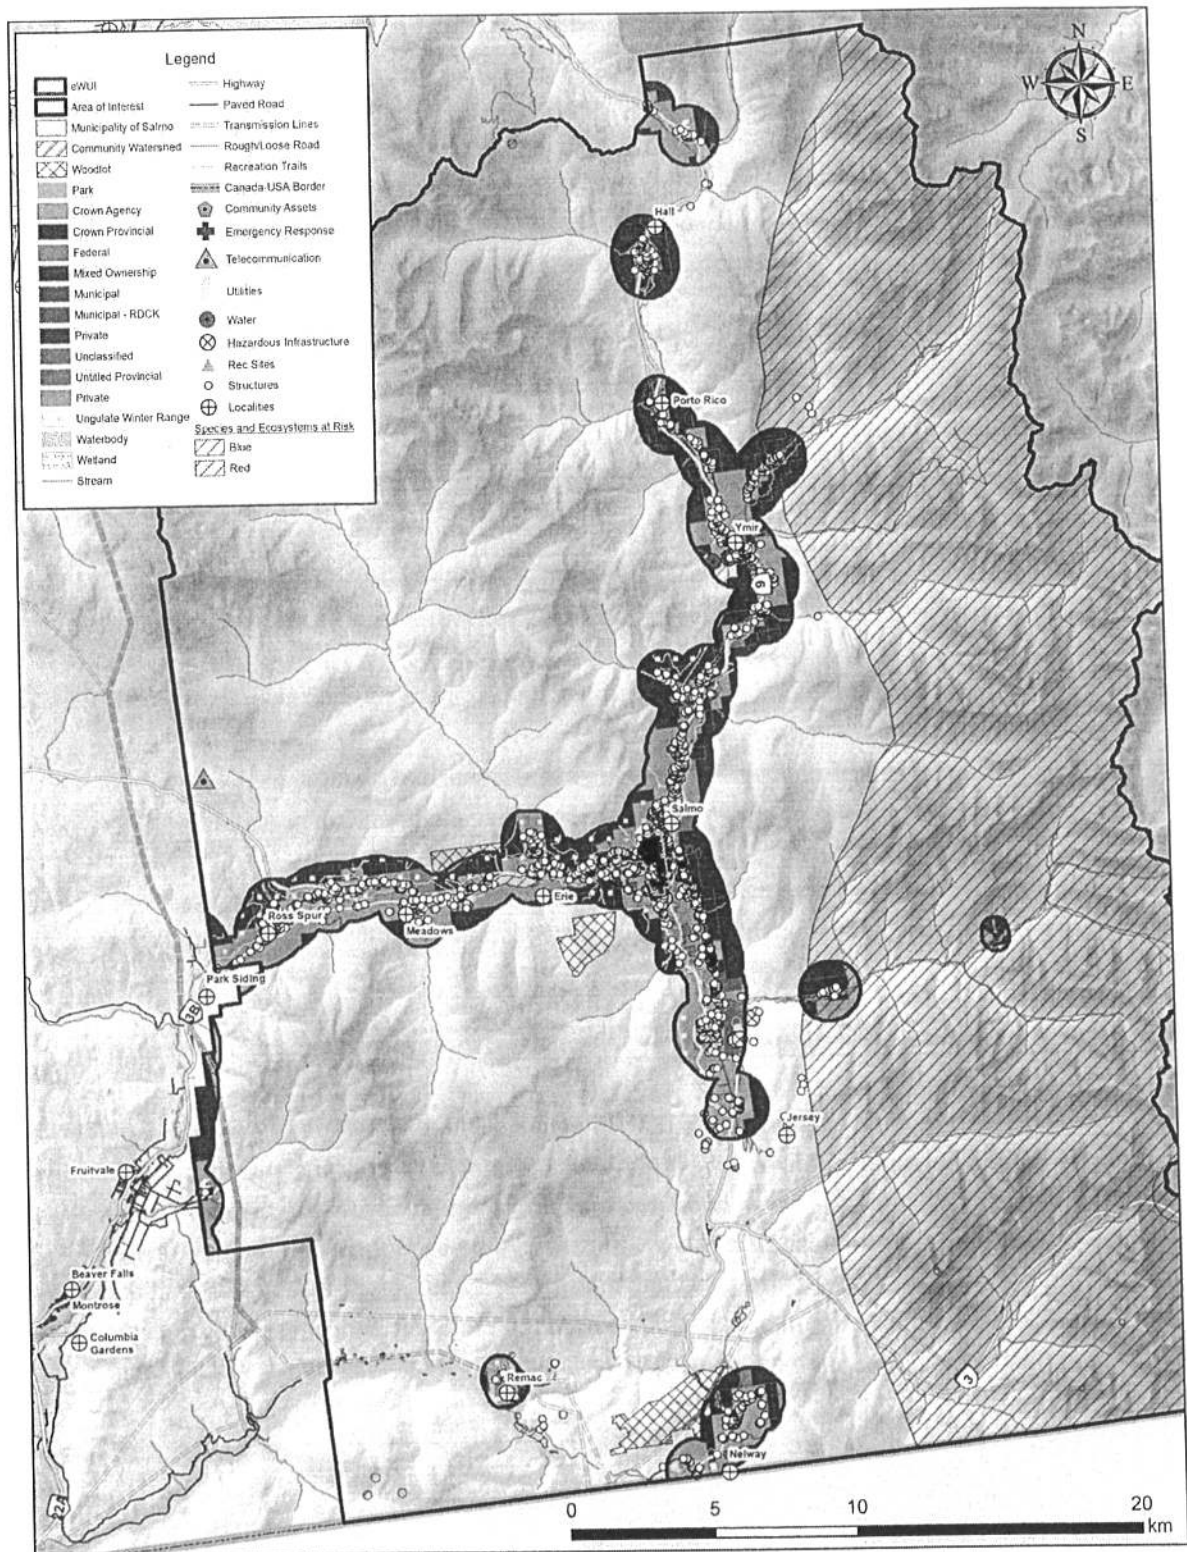 Legend
eWUI
Area of Interest
Municipality of Salmo
Community Watershed
Woodlot
Park
Crown Agency
Crown Provincial
Federal
Mixed Ownership
Municipal
Municipal - RDCK
Private
Unclassified
Untitled Provincial
Private
Ungulate Winter Range
Waterbody
Wetland
Stream
Highway
Paved Road
Transmission Lines
Rough/Loose Road
Recreation Trails
Canada-USA Border
Community Assets
Emergency Response
Telecommunication
Utilities
Water
Hazardous Infrastructure
Rec Sites
Structures
Localities
Species and Ecosystems at Risk
Blue
Red
N
W E
S
Hall
Porto Rico
Ymir
6
Salmo
Erie
Ross Spur
Meadows
Park Siding
3B
Jersey
Fruitvale
Beaver Falls
Montrose
Columbia
Gardens
Remac
3
Nelway
22A
0 5 10 20
km